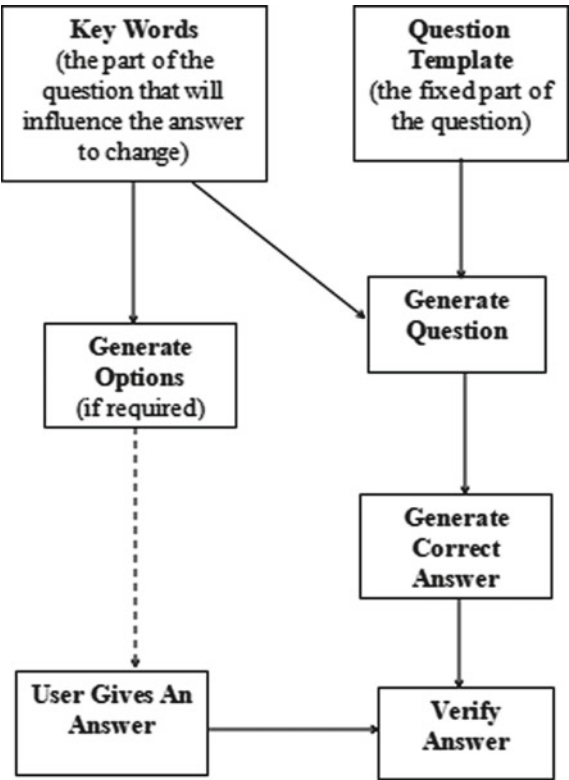 Key Words
(the part of the
question that will
influence the answer
to change)
Question
Template
(the fixed part of
the question)
Generate
Question
Generate
Options
(if required)
Generate
Correct
Answer
User Gives An
Answer
Verify
Answer